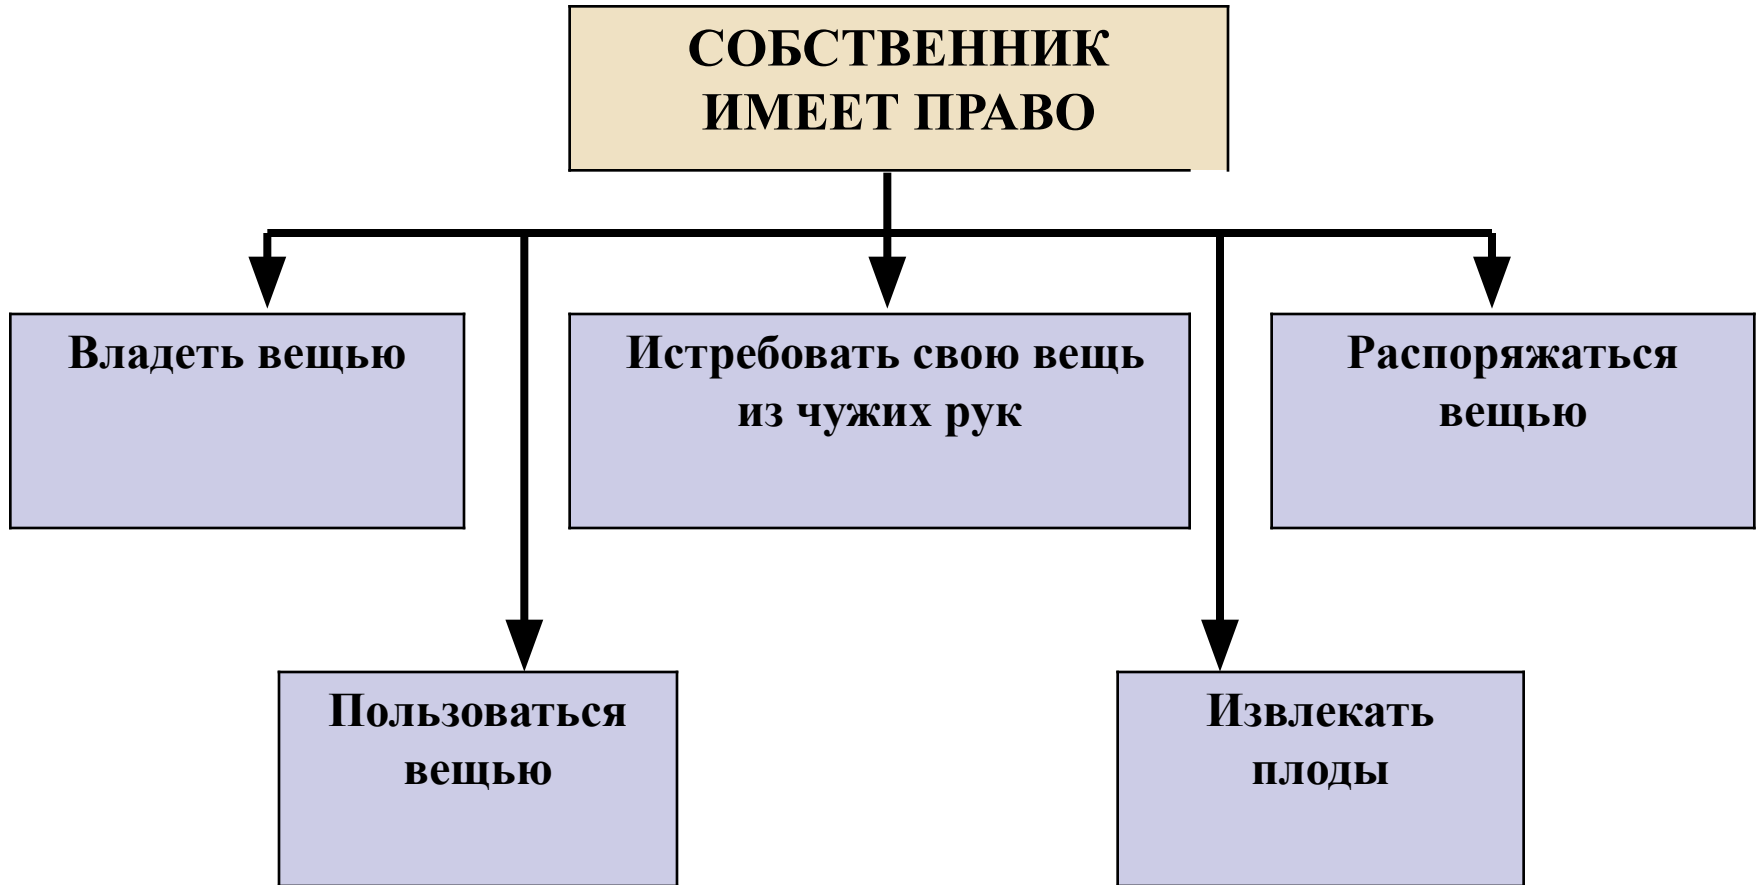 СОБСТВЕННИК
ИМЕЕТ ПРАВО
Владеть вещью
Истребовать свою вещь
из чужих рук
Распоряжаться
вещью
Пользоваться
вещью
Извлекать
плоды